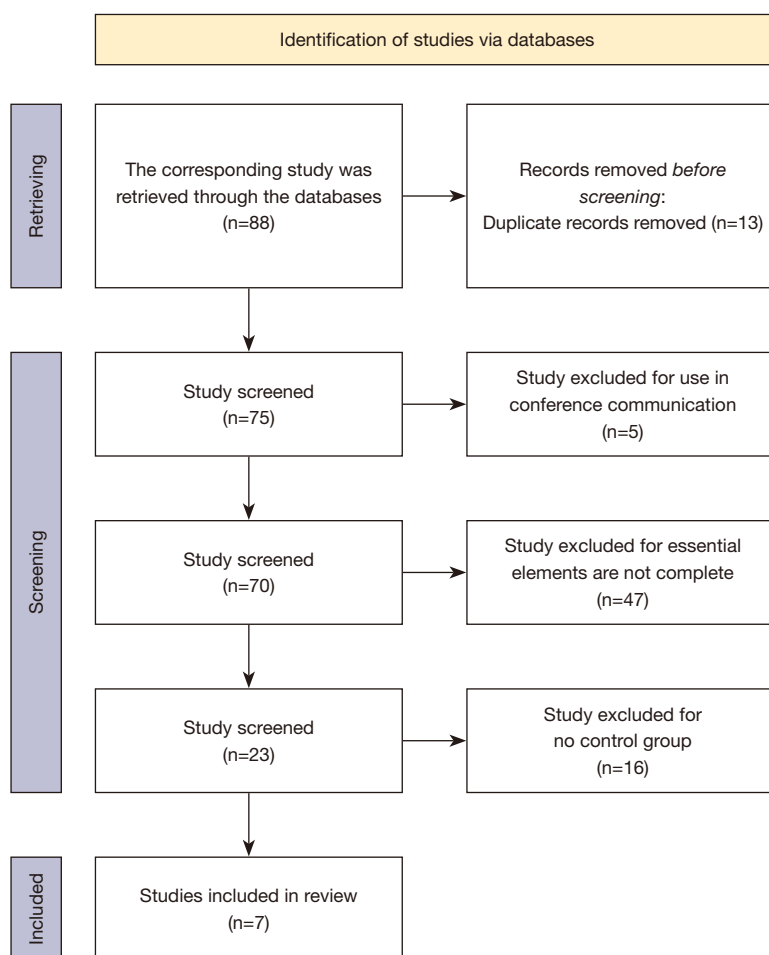 Identification of studies via databases
Retrieving
The corresponding study was
retrieved through the databases
(n=88)
Records removed before
screening:
Duplicate records removed (n=13)
Screening
Study screened
(n=75)
Study excluded for use in
conference communication
(n=5)
Study screened
(n=70)
Study excluded for essential
elements are not complete
(n=47)
Study screened
(n=23)
Study excluded for
no control group
(n=16)
Included
Studies included in review
(n=7)